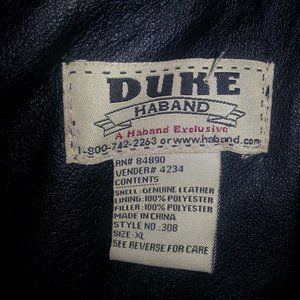 DUKE
HABAND
A Haband Exclusive
1-800-742-2263 or www.haband.com
RN# 84890
VENDER# 4234
CONTENTS
SHELL: GENUINE LEATHER
LINING: 100% POLYESTER
FILLER: 100% POLYESTER
MADE IN CHINA
STYLE NO.: 308
SIZE: XL
SEE REVERSE FOR CARE